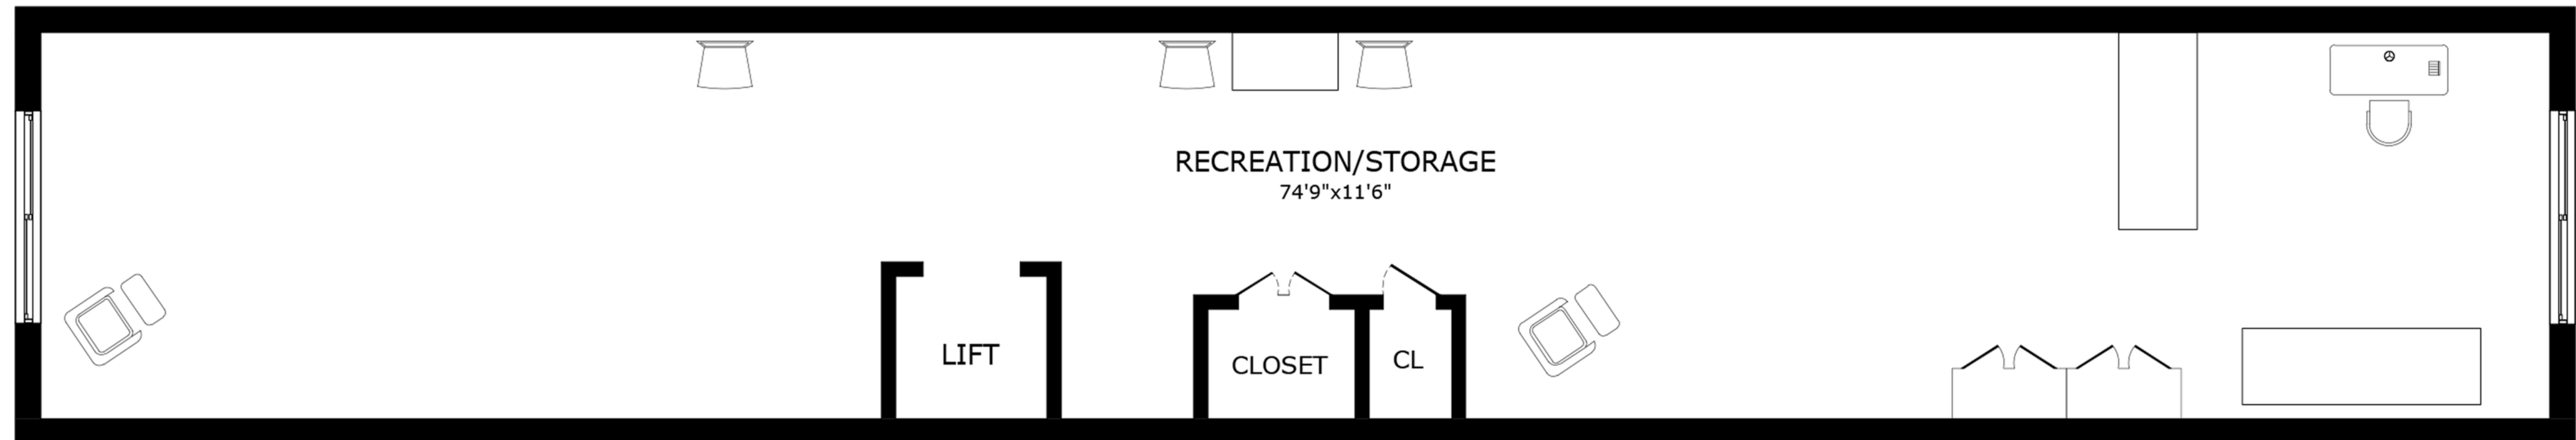 RECREATION/STORAGE
74'9"x11'6"
LIFT
CLOSET
CL